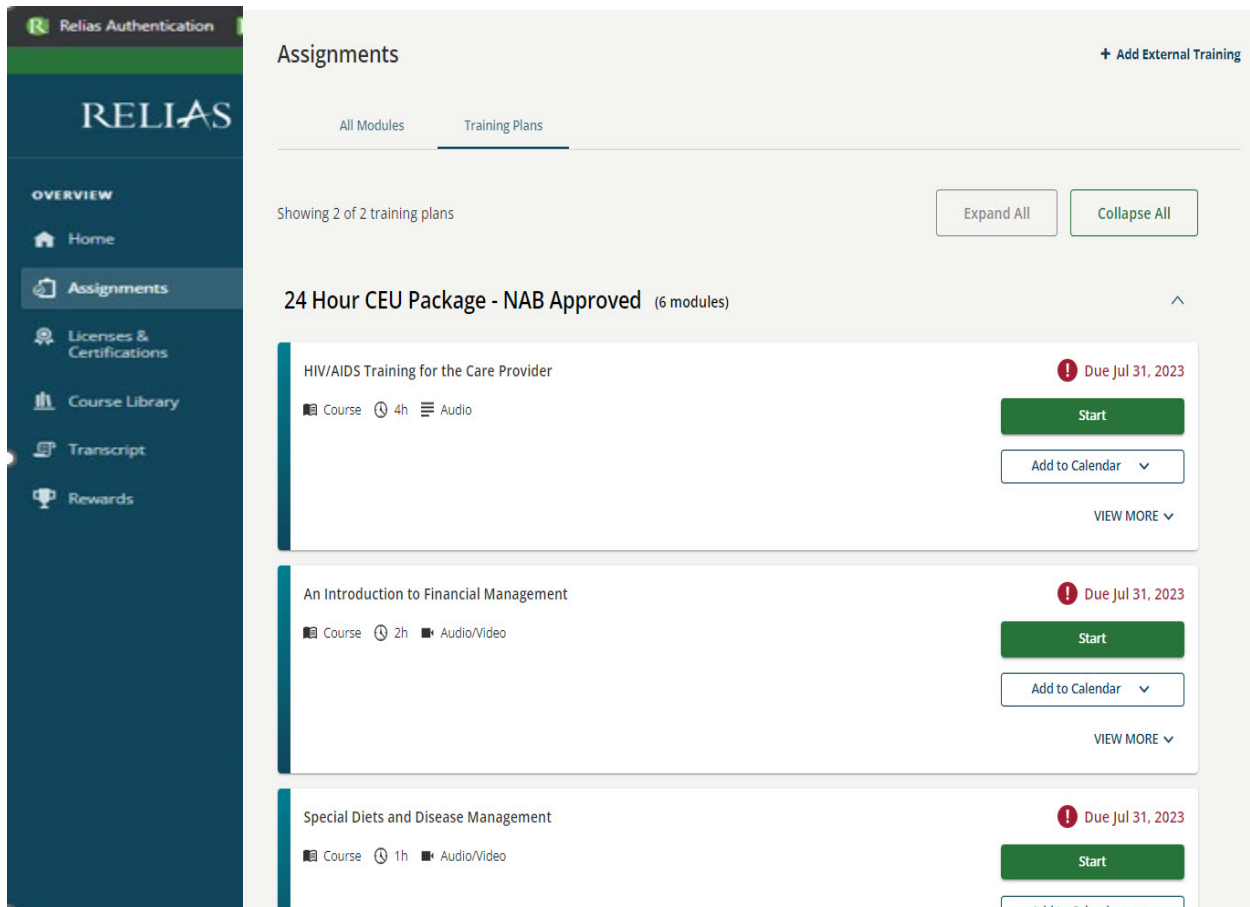 Relias Authentication
RELIAS
OVERVIEW
Home
Assignments
Licenses &
Certifications
Course Library
Transcript
Rewards
Assignments
+ Add External Training
All Modules
Training Plans
Showing 2 of 2 training plans
Expand All
Collapse All
24 Hour CEU Package - NAB Approved (6 modules)
HIV/AIDS Training for the Care Provider
Due Jul 31, 2023
Course 4h Audio
Start
Add to Calendar
VIEW MORE
An Introduction to Financial Management
Due Jul 31, 2023
Course 2h Audio/Video
Start
Add to Calendar
VIEW MORE
Special Diets and Disease Management
Due Jul 31, 2023
Course 1h Audio/Video
Start